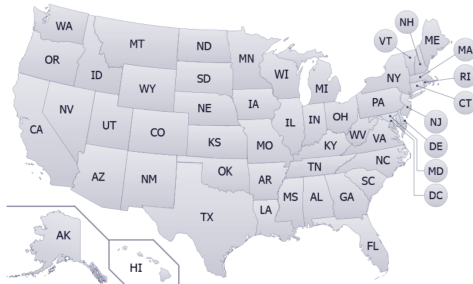 WA
OR
CA
NV
ID
MT
WY
UT
AZ
CO
NM
ND
SD
NE
KS
OK
TX
MN
IA
MO
AR
LA
WI
IL
MI
IN
OH
KY
TN
MS
AL
GA
FL
SC
NC
VA
WV
PA
NY
VT
NH
ME
MA
RI
CT
NJ
DE
MD
DC
AK
HI